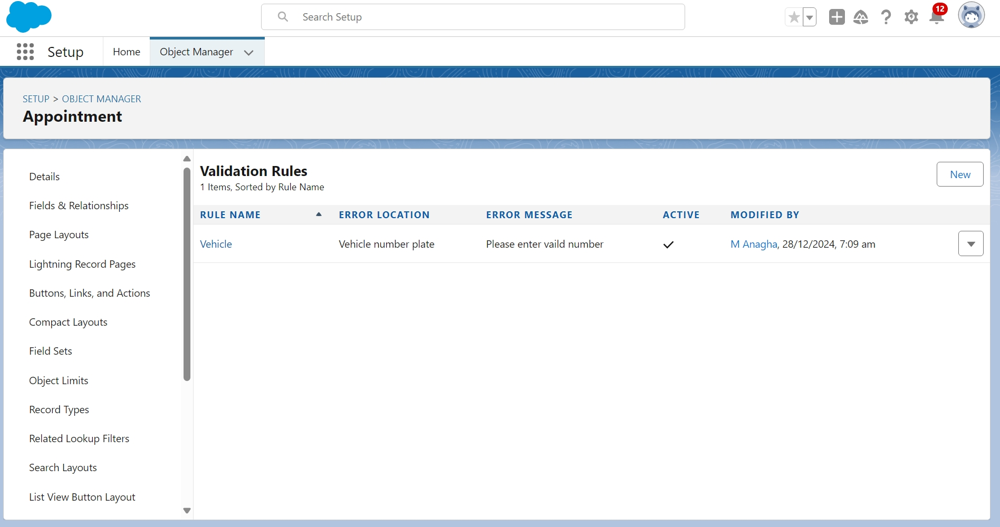 Search Setup
12
Setup
Home
Object Manager
SETUP > OBJECT MANAGER
Appointment
Details
Fields & Relationships
Page Layouts
Lightning Record Pages
Buttons, Links, and Actions
Compact Layouts
Field Sets
Object Limits
Record Types
Related Lookup Filters
Search Layouts
List View Button Layout
Validation Rules
1 Items, Sorted by Rule Name
New
RULE NAME ERROR LOCATION ERROR MESSAGE ACTIVE MODIFIED BY
Vehicle Vehicle number plate Please enter vaild number M Anagha, 28/12/2024, 7:09 am